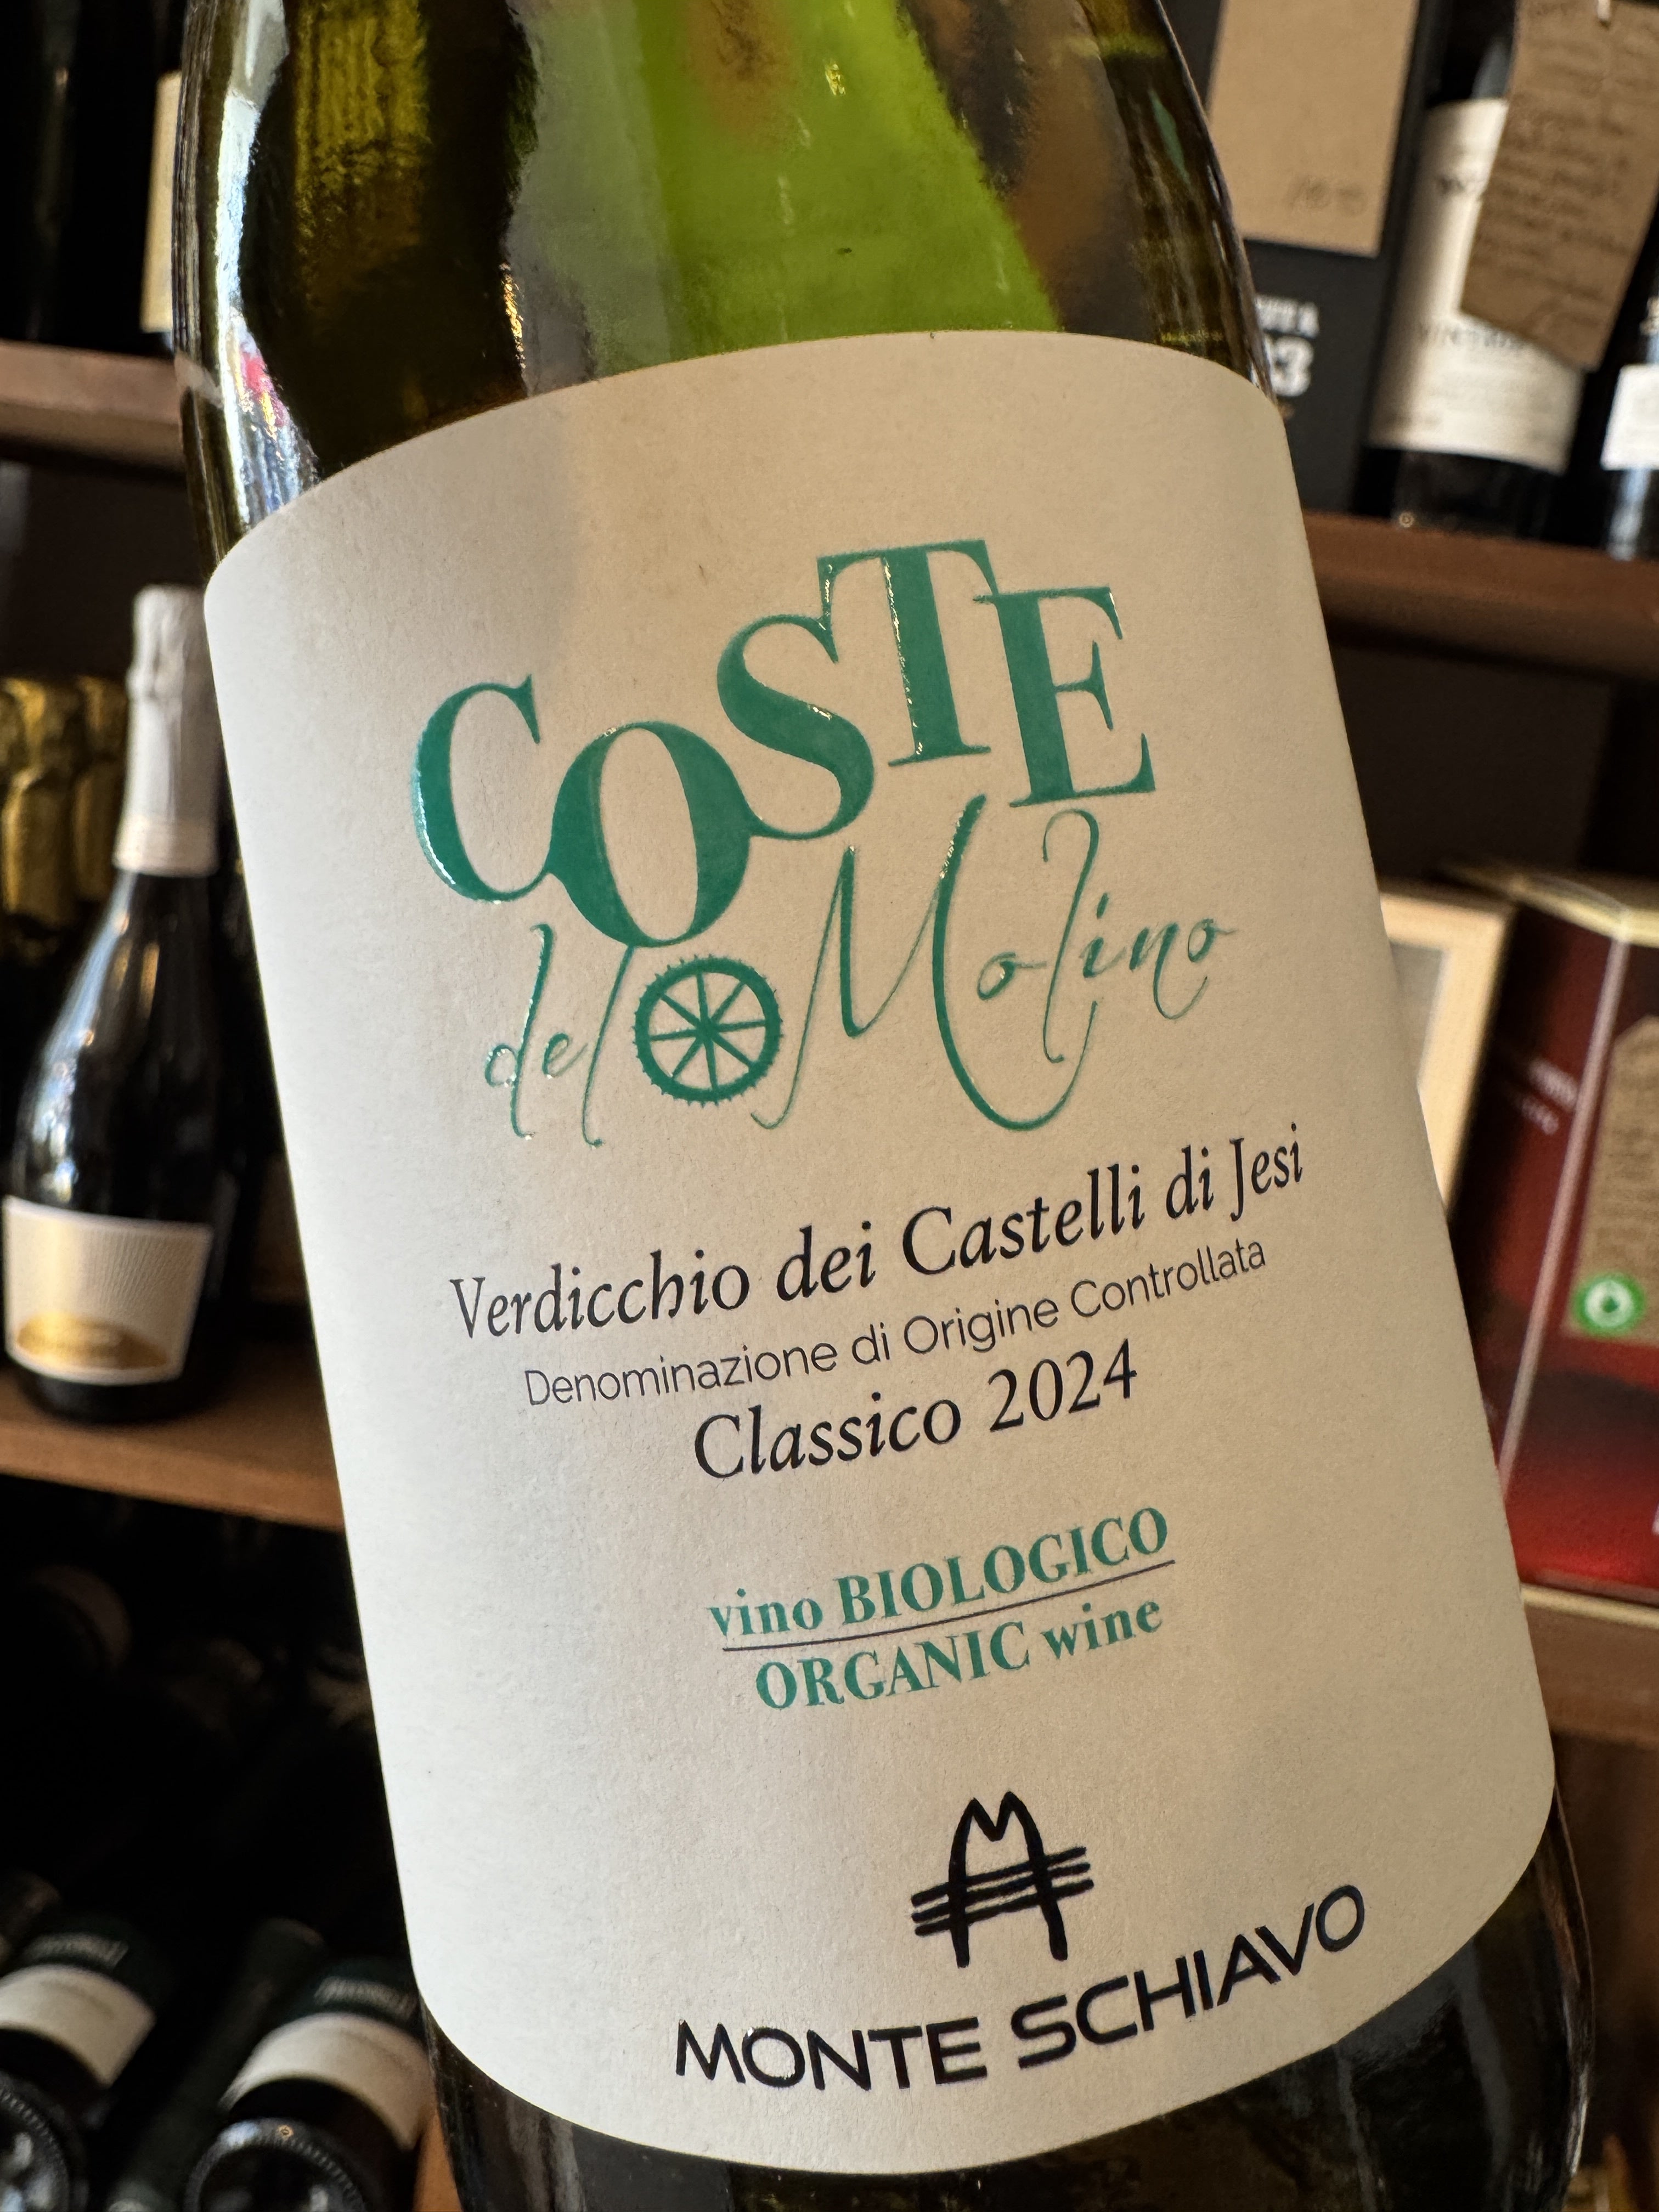 COSTE
del Molino
Verdicchio dei Castelli di Jesi
Denominazione di Origine Controllata
Classico 2024
vino BIOLOGICO
ORGANIC wine
MONTE SCHIAVO